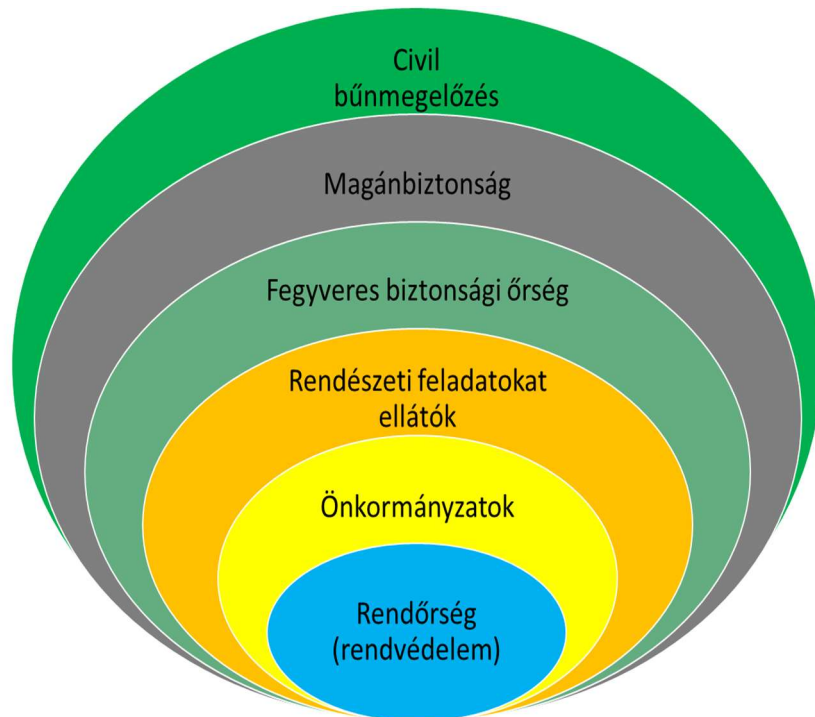 Civil
bűnmegelőzés
Magánbiztonság
Fegyveres biztonsági őrség
Rendészeti feladatokat
ellátók
Önkormányzatok
Rendőrség
(rendvédelem)